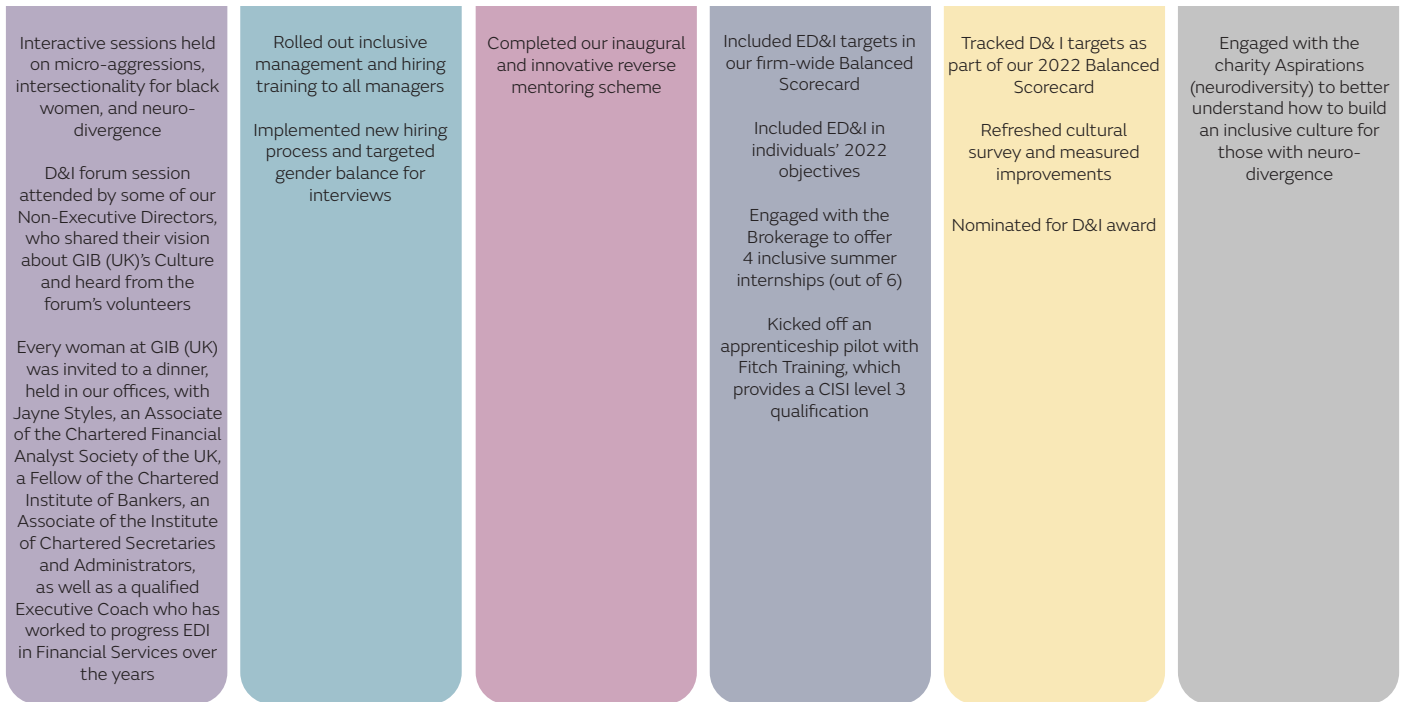 Interactive sessions held
on micro-aggressions,
intersectionality for black
women, and neuro-
divergence
D&I forum session
attended by some of our
Non-Executive Directors,
who shared their vision
about GIB (UK)’s Culture
and heard from the
forum’s volunteers
Every woman at GIB (UK)
was invited to a dinner,
held in our offices, with
Jayne Styles, an Associate
of the Chartered Financial
Analyst Society of the UK,
a Fellow of the Chartered
Institute of Bankers, an
Associate of the Institute
of Chartered Secretaries
and Administrators,
as well as a qualified
Executive Coach who has
worked to progress EDI
in Financial Services over
the years
Rolled out inclusive
management and hiring
training to all managers
Implemented new hiring
process and targeted
gender balance for
interviews
Completed our inaugural
and innovative reverse
mentoring scheme
Included ED&I targets in
our firm-wide Balanced
Scorecard
Included ED&I in
individuals’ 2022
objectives
Engaged with the
Brokerage to offer
4 inclusive summer
internships (out of 6)
Kicked off an
apprenticeship pilot with
Fitch Training, which
provides a CISI level 3
qualification
Tracked D& I targets as
part of our 2022 Balanced
Scorecard
Refreshed cultural
survey and measured
improvements
Nominated for D&I award
Engaged with the
charity Aspirations
(neurodiversity) to better
understand how to build
an inclusive culture for
those with neuro-
divergence